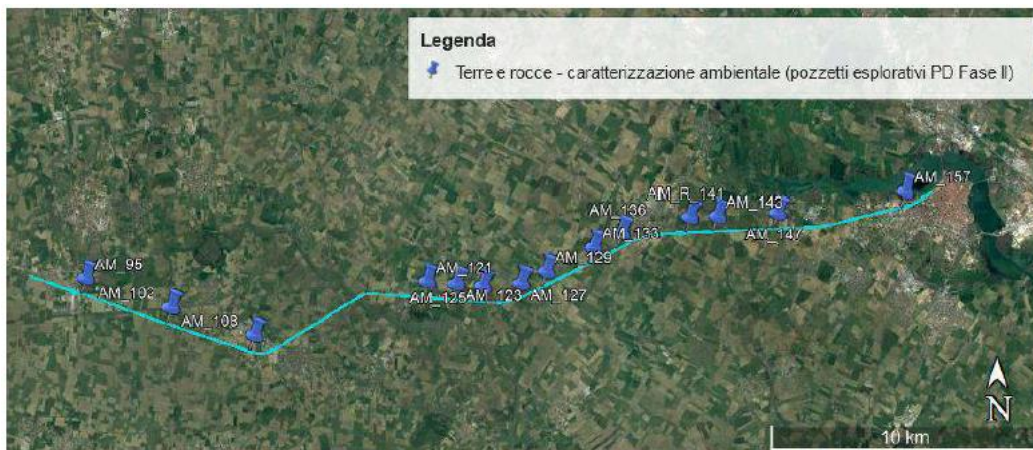 Legenda
Terre e rocce - caratterizzazione ambientale (pozzetti esplorativi PD Fase II)
AM_157
AM_R_141
AM_143
AM_136
AM_133
AM_147
AM_129
AM_95
AM_121
AM_102
AM_125
AM_123
AM_127
AM_108
N
10 km